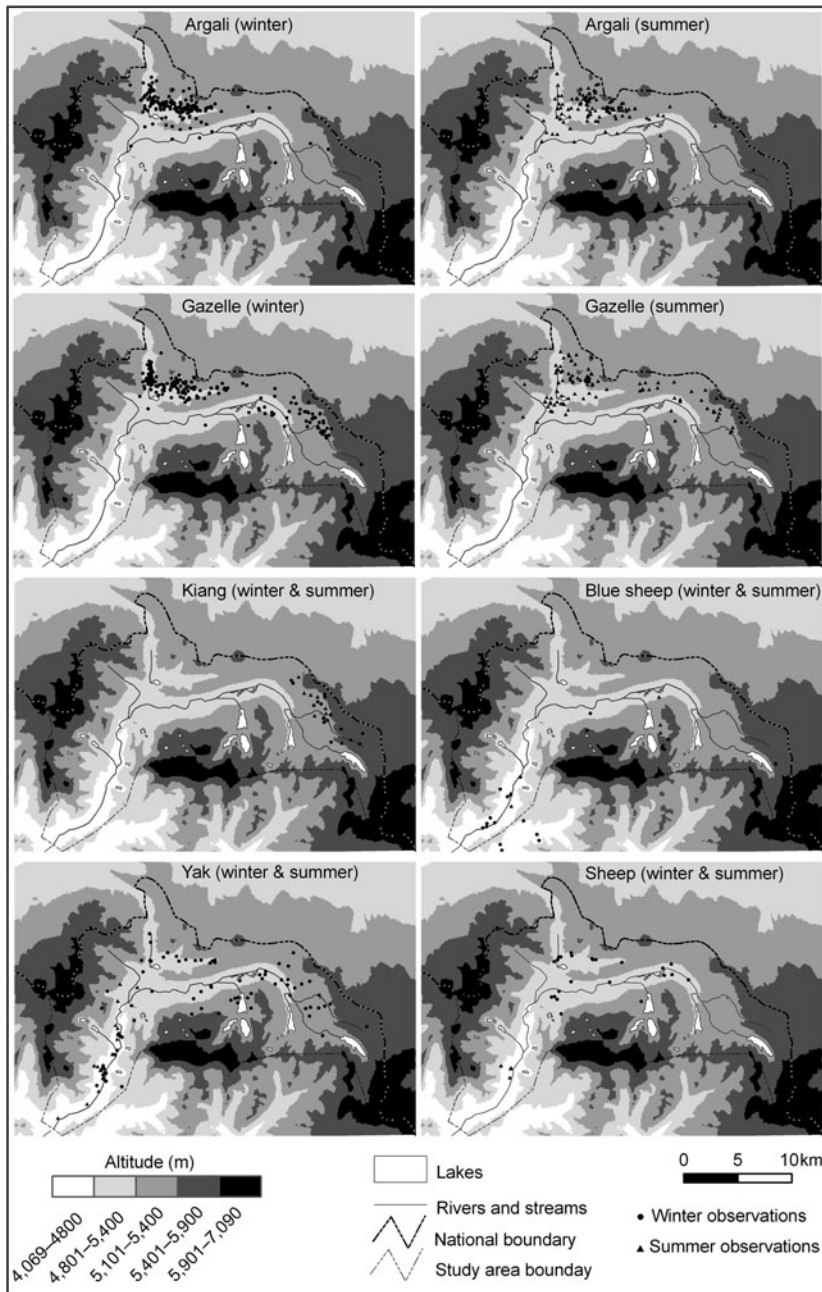 Argali (winter)
Argali (summer)
Gazelle (winter)
Gazelle (summer)
Kiang (winter & summer)
Blue sheep (winter & summer)
Yak (winter & summer)
Sheep (winter & summer)
Altitude (m)
4,069–4800
4,801–5,400
5,101–5,400
5,401–5,900
5,901–7,090
Lakes
Rivers and streams
National boundary
Study area boundary
0 5 10km
Winter observations
Summer observations